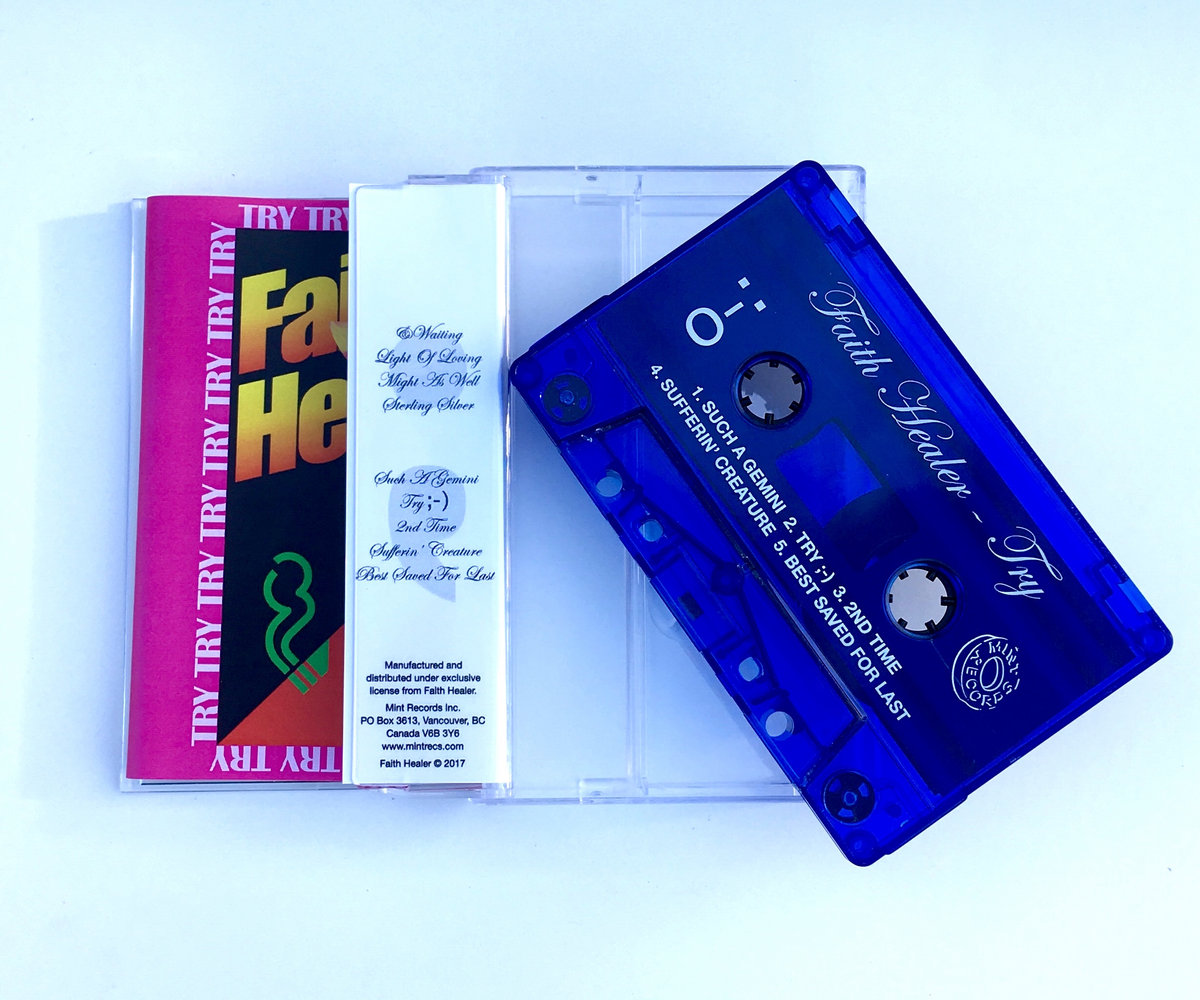 TRY TRY
TRY TRY TRY TRY TRY TRY TRY TRY
Fai
He
TRY TRY
&Waiting
Light Of Loving
Might As Well
Sterling Silver
Such A Gemini
Try ;-)
2nd Time
Sufferin' Creature
Best Saved For Last
Manufactured and
distributed under exclusive
license from Faith Healer.
Mint Records Inc.
PO Box 3613, Vancouver, BC
Canada V6B 3Y6
www.mintrecs.com
Faith Healer © 2017
Faith Healer - Try
1. SUCH A GEMINI 2. TRY ;-) 3. 2ND TIME
4. SUFFERIN' CREATURE 5. BEST SAVED FOR LAST
MINT
RECORDS